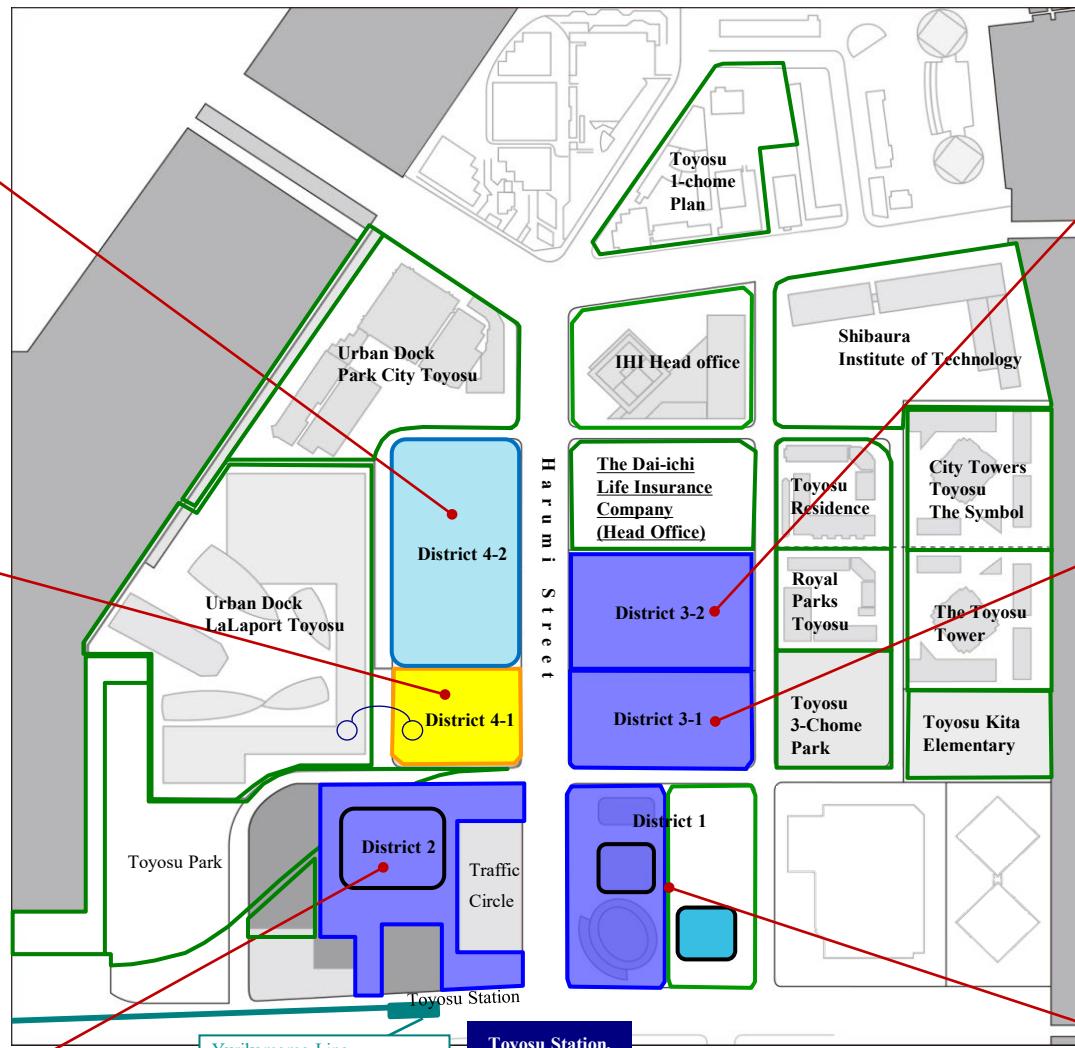 Toyosu
1-chome
Plan
Urban Dock
Park City Toyosu
IHI Head office
Shibaura
Institute of Technology
Harumi Street
The Dai-ichi
Life Insurance
Company
(Head Office)
Toyosu
Residence
City Towers
Toyosu
The Symbol
District 4-2
Urban Dock
LaLaport Toyosu
District 3-2
Royal
Parks
Toyosu
The Toyosu
Tower
District 4-1
District 3-1
Toyosu
3-Chome
Park
Toyosu Kita
Elementary
Toyosu Park
District 2
Traffic
Circle
District 1
Toyosu Station
Yurikamome Line
Toyosu Station,